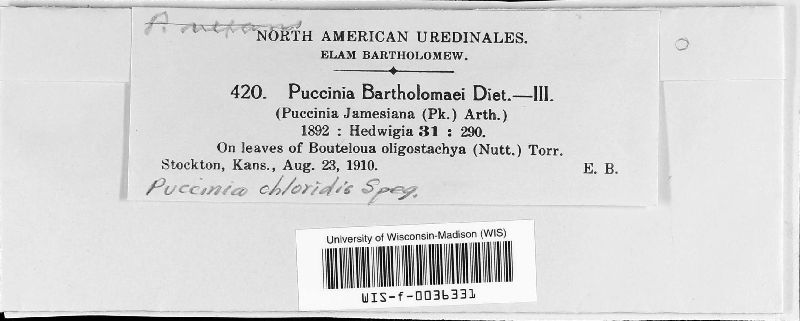 NORTH AMERICAN UREDINALES.
ELAM BARTHOLOMEW.
420. Puccinia Bartholomaei Diet.—III.
(Puccinia Jamesiana (Pk.) Arth.)
1892 : Hedwigia 31 : 290.
On leaves of Bouteloua oligostachya (Nutt.) Torr.
Stockton, Kans., Aug. 23, 1910. E. B.
Puccinia chloridis Speg.
University of Wisconsin-Madison (WIS)
WIS-f-0036331